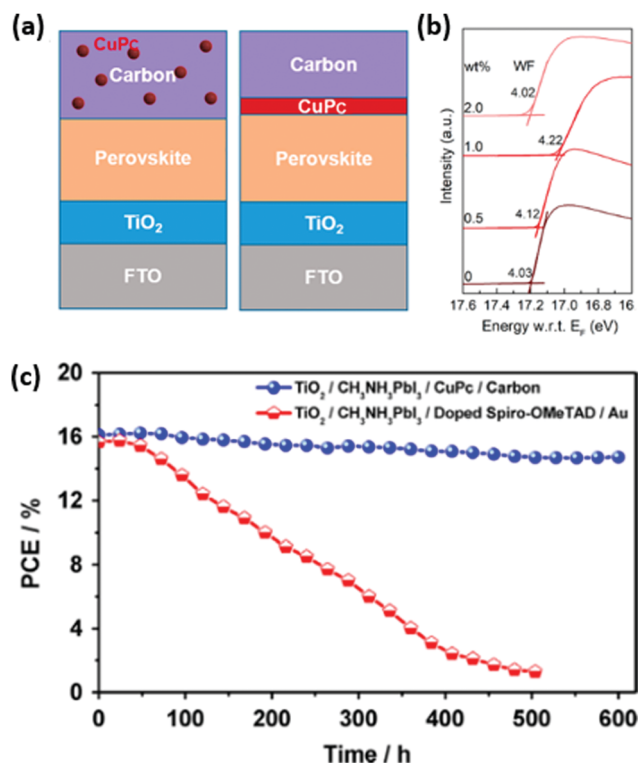 (a)
CuPc
Carbon
Perovskite
TiO₂
FTO
Carbon
CuPc
Perovskite
TiO₂
FTO
(b)
wt% WF
4.02
2.0
4.22
1.0
4.12
0.5
4.03
0
Intensity (a.u.)
17.6 17.4 17.2 17.0 16.8 16
Energy w.r.t. E_F (eV)
(c)
TiO₂ / CH₃NH₃PbI₃ / CuPc / Carbon
TiO₂ / CH₃NH₃PbI₃ / Doped Spiro-OMeTAD / Au
20
16
12
8
4
0
PCE / %
0 100 200 300 400 500 600
Time / h